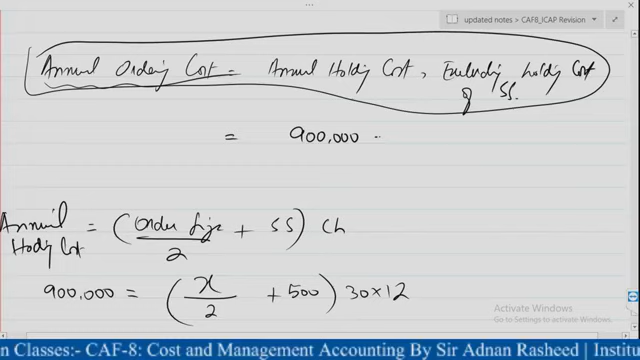 updated notes > CAF8_ICAP Revision
Annual Ordering Cost = Annual Holding Cost, Excluding holding cost
of SS.
= 900,000 -
Annual
Holding Cost = (Order Size / 2 + SS) Ch
900,000 = (x / 2 + 500) 30×12
Activate Windows
Go to Settings to activate Windows.
n Classes:- CAF-8: Cost and Management Accounting By Sir Adnan Rasheed | Institu